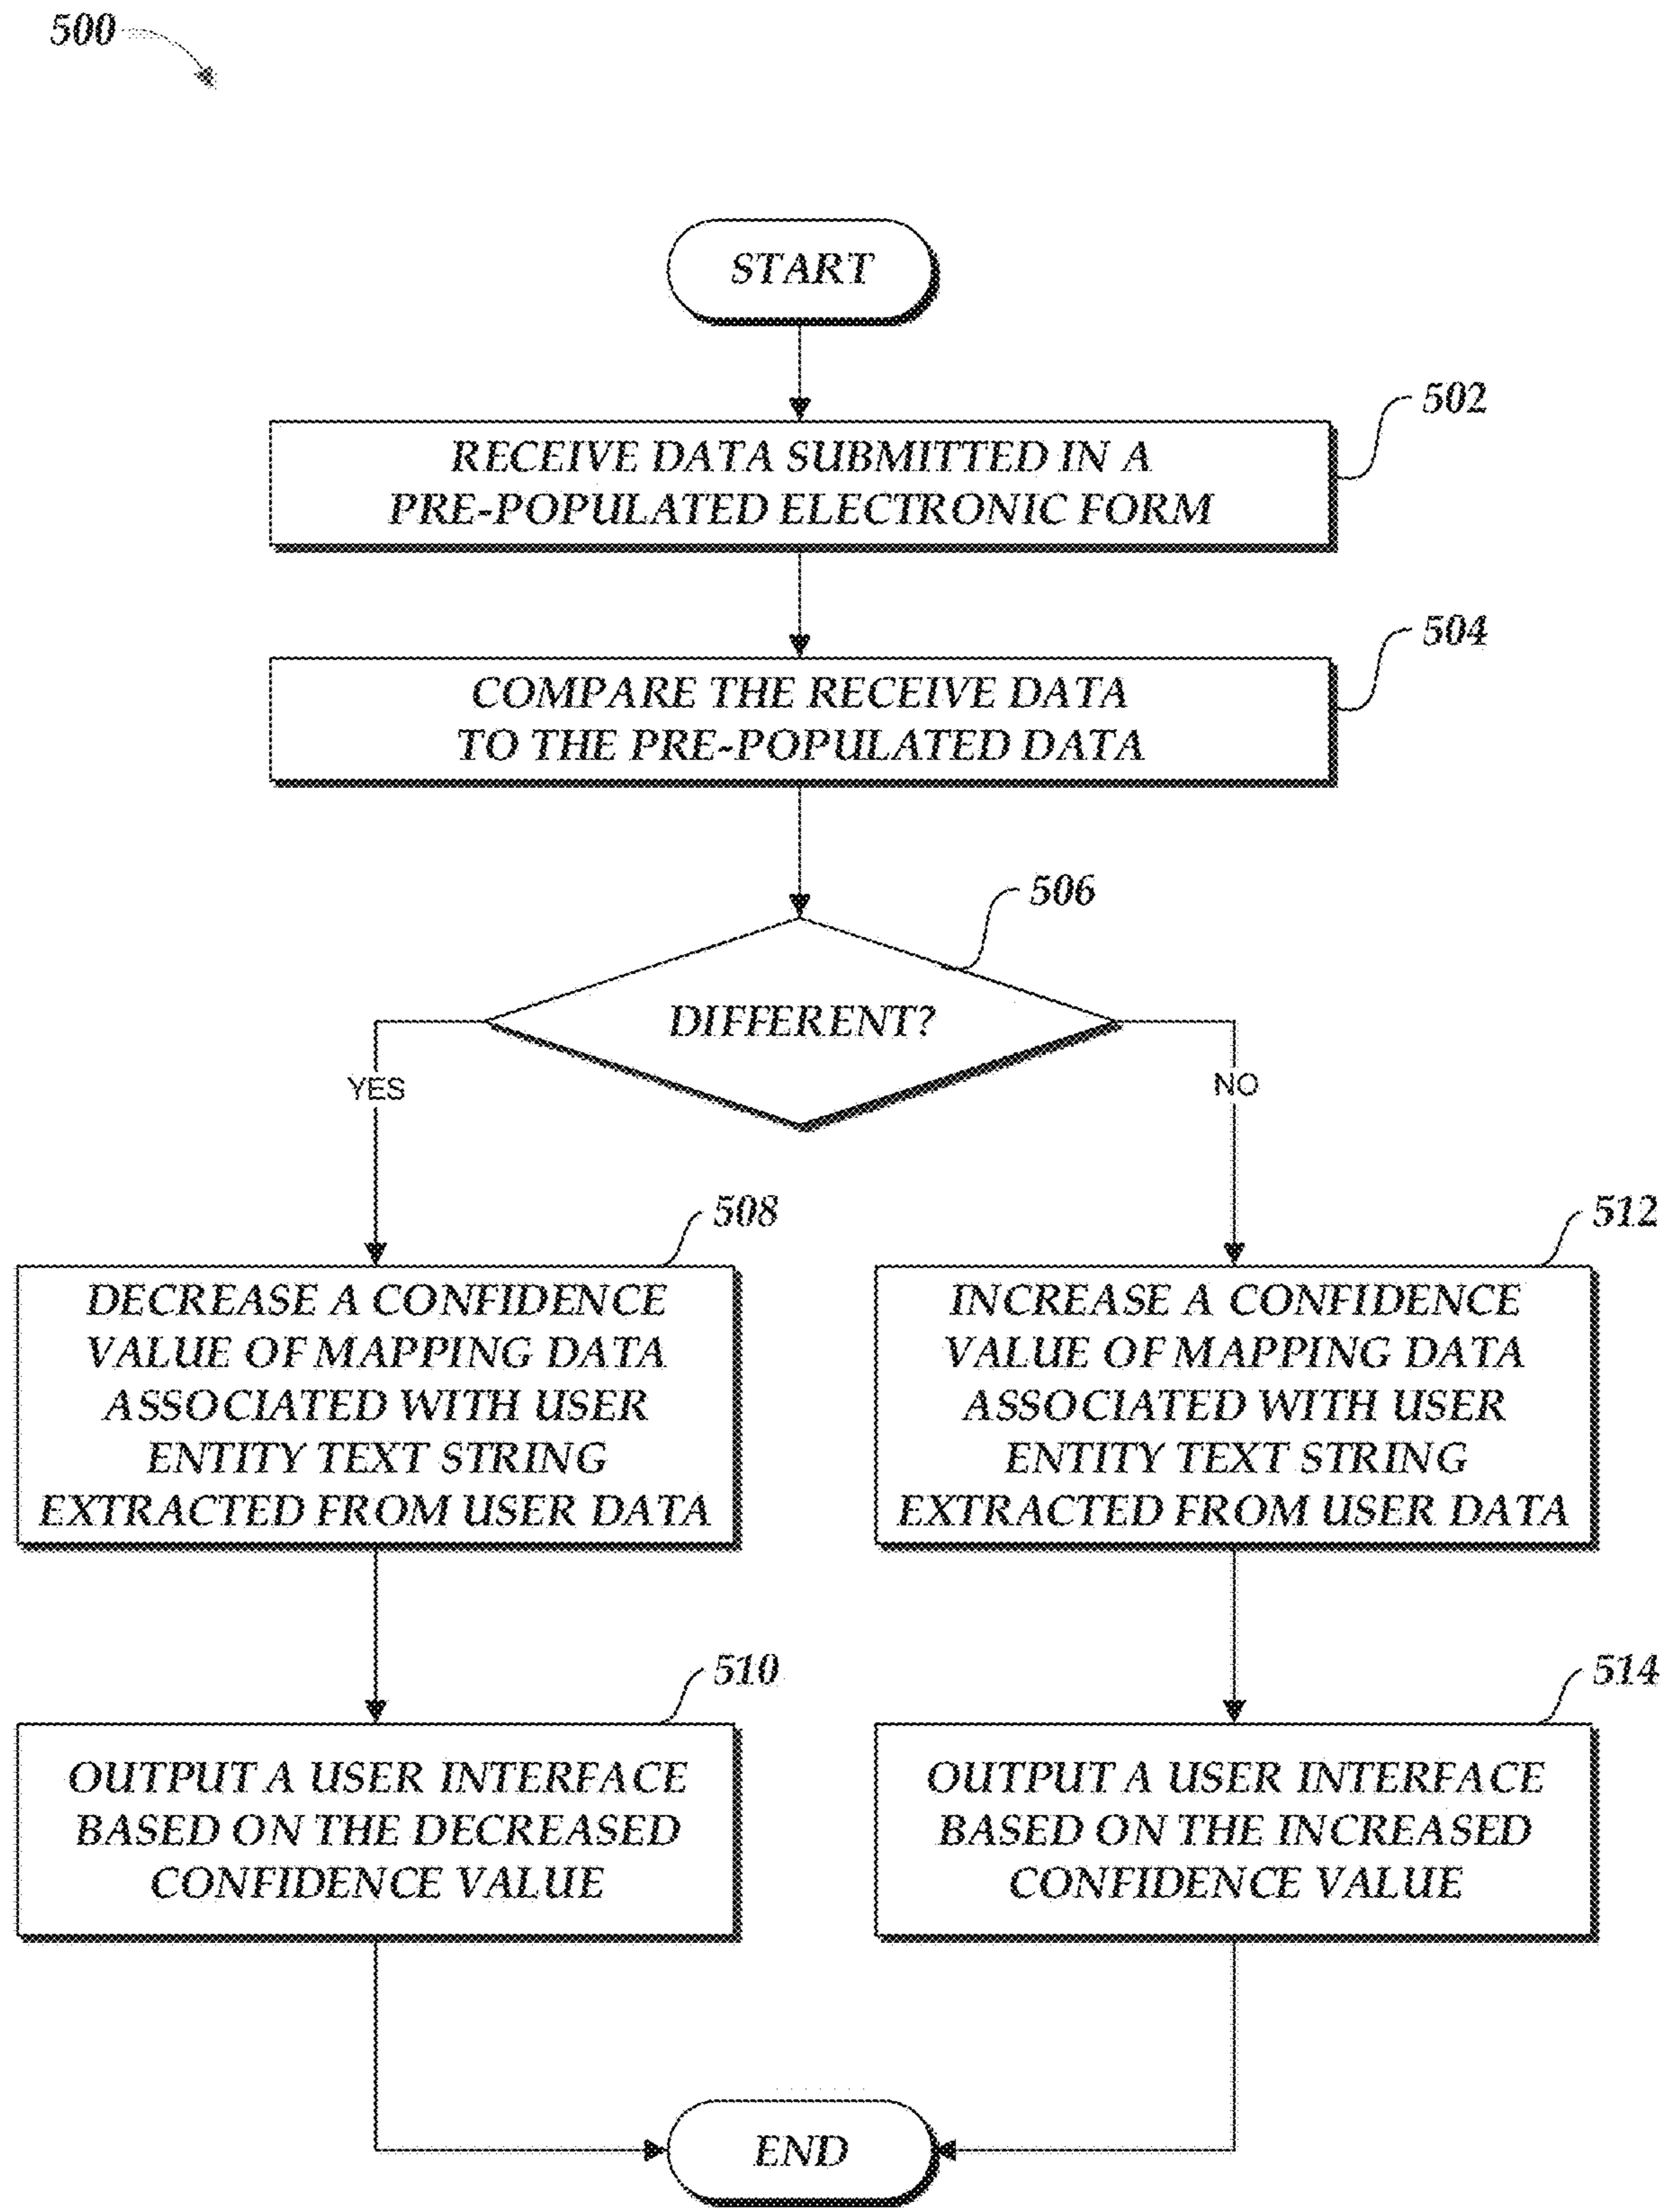 500
START
502
RECEIVE DATA SUBMITTED IN A
PRE-POPULATED ELECTRONIC FORM
504
COMPARE THE RECEIVE DATA
TO THE PRE-POPULATED DATA
506
DIFFERENT?
YES
NO
508
DECREASE A CONFIDENCE
VALUE OF MAPPING DATA
ASSOCIATED WITH USER
ENTITY TEXT STRING
EXTRACTED FROM USER DATA
512
INCREASE A CONFIDENCE
VALUE OF MAPPING DATA
ASSOCIATED WITH USER
ENTITY TEXT STRING
EXTRACTED FROM USER DATA
510
OUTPUT A USER INTERFACE
BASED ON THE DECREASED
CONFIDENCE VALUE
514
OUTPUT A USER INTERFACE
BASED ON THE INCREASED
CONFIDENCE VALUE
END